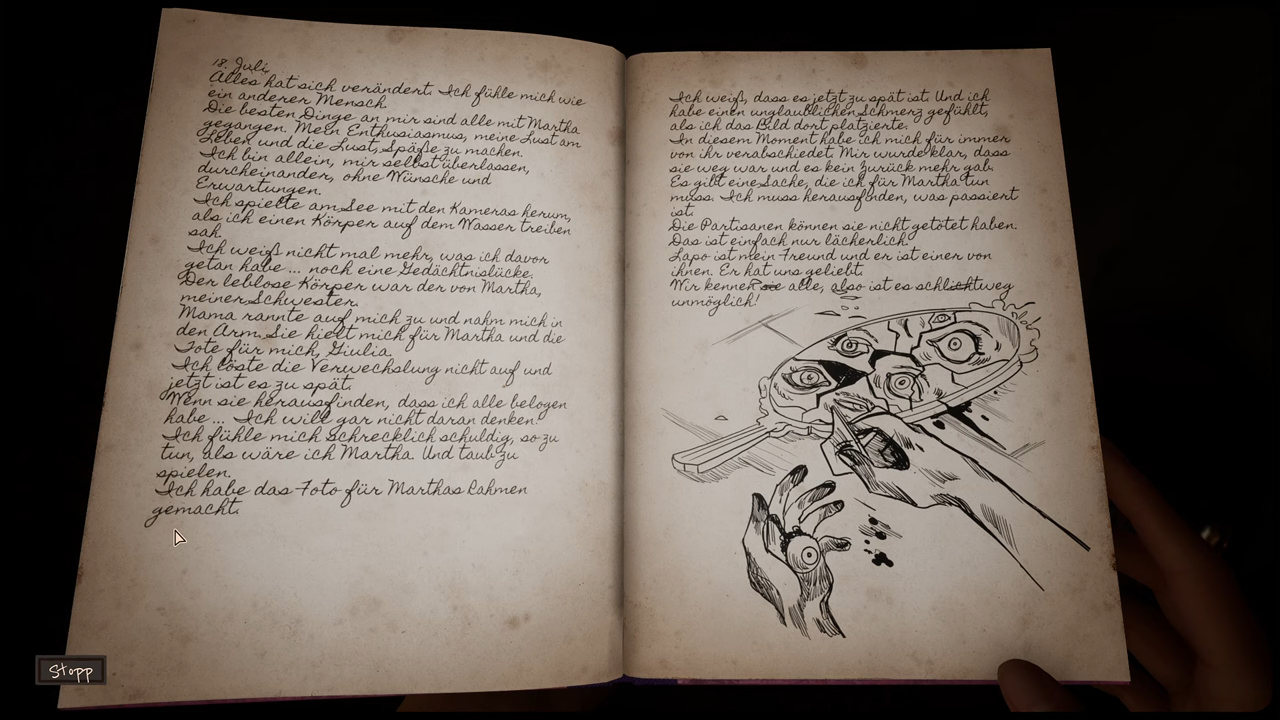 18. Juli
Alles hat sich verändert. Ich fühle mich wie
ein anderer Mensch.
Die besten Dinge an mir sind alle mit Martha
gegangen. Mein Enthusiasmus, meine Lust am
Leben und die Lust, Späße zu machen.
Ich bin allein, mir selbst überlassen,
durcheinander, ohne Wünsche und
Erwartungen.
Ich spielte am See mit den Kameras herum,
als ich einen Körper auf dem Wasser treiben
sah.
Ich weiß nicht mal mehr, was ich davor
getan habe ... noch eine Gedächtnislücke.
Der leblose Körper war der von Martha,
meiner Schwester.
Mama rannte auf mich zu und nahm mich in
den Arm. Sie hielt mich für Martha und die
Tote für mich, Giulia.
Ich löste die Verwechslung nicht auf und
jetzt ist es zu spät.
Wenn sie herausfinden, dass ich alle belogen
habe ... Ich will gar nicht daran denken.
Ich fühle mich schrecklich schuldig, so zu
tun, als wäre ich Martha. Und taub zu
spielen.
Ich habe das Foto für Marthas Rahmen
gemacht.
Ich weiß, dass es jetzt zu spät ist. Und ich
habe einen unglaublichen Schmerz gefühlt,
als ich das Bild dort platzierte.
In diesem Moment habe ich mich für immer
von ihr verabschiedet. Mir wurde klar, dass
sie weg war und es kein Zurück mehr gab.
Es gibt eine Sache, die ich für Martha tun
muss. Ich muss herausfinden, was passiert
ist.
Die Partisanen können sie nicht getötet haben.
Das ist einfach nur lächerlich!
Lapo ist mein Freund und er ist einer von
ihnen. Er hat uns geliebt.
Wir kennen sie alle, also ist es schlichtweg
unmöglich!
Stopp